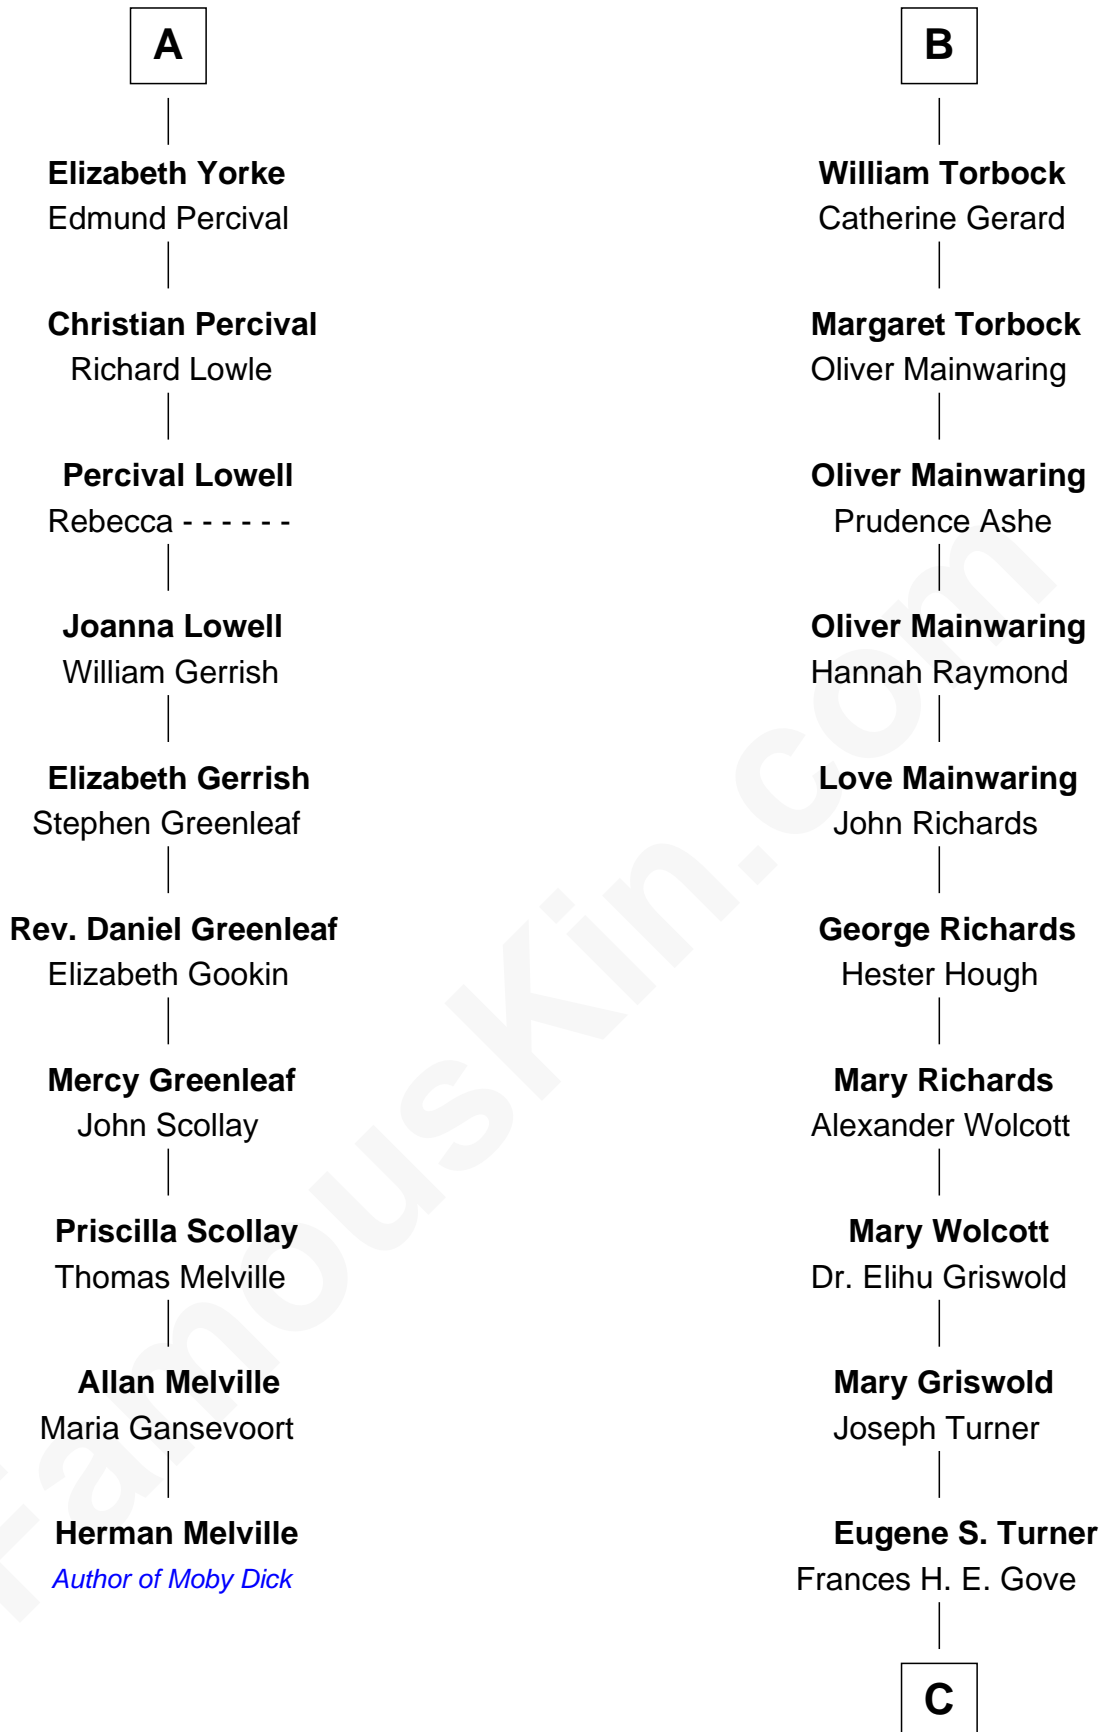 A
Elizabeth Yorke
Edmund Percival
Christian Percival
Richard Lowle
Percival Lowell
Rebecca - - - - - -
Joanna Lowell
William Gerrish
Elizabeth Gerrish
Stephen Greenleaf
Rev. Daniel Greenleaf
Elizabeth Gookin
Mercy Greenleaf
John Scollay
Priscilla Scollay
Thomas Melville
Allan Melville
Maria Gansevoort
Herman Melville
Author of Moby Dick
B
William Torbock
Catherine Gerard
Margaret Torbock
Oliver Mainwaring
Oliver Mainwaring
Prudence Ashe
Oliver Mainwaring
Hannah Raymond
Love Mainwaring
John Richards
George Richards
Hester Hough
Mary Richards
Alexander Wolcott
Mary Wolcott
Dr. Elihu Griswold
Mary Griswold
Joseph Turner
Eugene S. Turner
Frances H. E. Gove
C
FamousKin.com